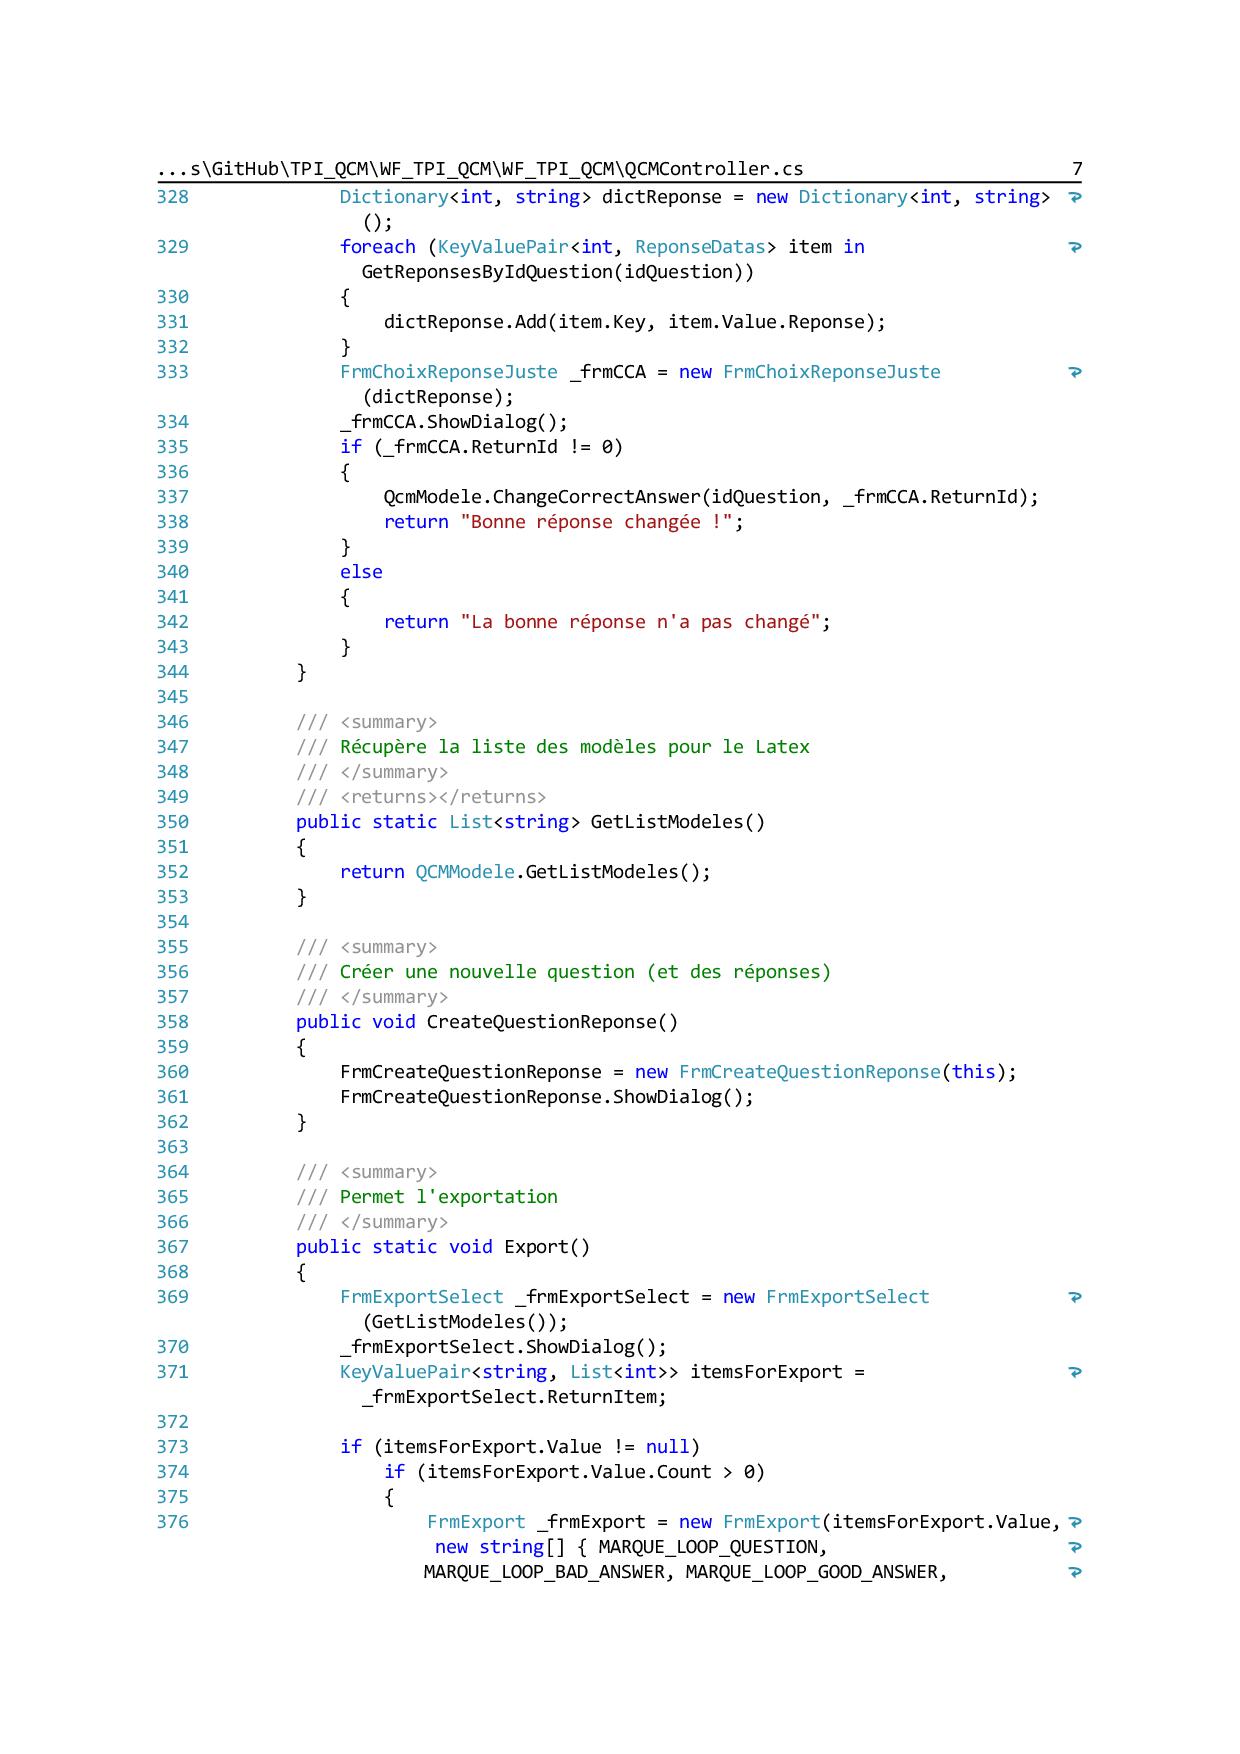 ...s\GitHub\TPI_QCM\WF_TPI_QCM\WF_TPI_QCM\QCMController.cs 7
328 Dictionary<int, string> dictReponse = new Dictionary<int, string>
();
329 foreach (KeyValuePair<int, ReponseDatas> item in
GetReponsesByIdQuestion(idQuestion))
330 {
331 dictReponse.Add(item.Key, item.Value.Reponse);
332 }
333 FrmChoixReponseJuste _frmCCA = new FrmChoixReponseJuste
(dictReponse);
334 _frmCCA.ShowDialog();
335 if (_frmCCA.ReturnId != 0)
336 {
337 QcmModele.ChangeCorrectAnswer(idQuestion, _frmCCA.ReturnId);
338 return "Bonne réponse changée !";
339 }
340 else
341 {
342 return "La bonne réponse n'a pas changé";
343 }
344 }
345
346 /// <summary>
347 /// Récupère la liste des modèles pour le Latex
348 /// </summary>
349 /// <returns></returns>
350 public static List<string> GetListModeles()
351 {
352 return QCMModele.GetListModeles();
353 }
354
355 /// <summary>
356 /// Créer une nouvelle question (et des réponses)
357 /// </summary>
358 public void CreateQuestionReponse()
359 {
360 FrmCreateQuestionReponse = new FrmCreateQuestionReponse(this);
361 FrmCreateQuestionReponse.ShowDialog();
362 }
363
364 /// <summary>
365 /// Permet l'exportation
366 /// </summary>
367 public static void Export()
368 {
369 FrmExportSelect _frmExportSelect = new FrmExportSelect
(GetListModeles());
370 _frmExportSelect.ShowDialog();
371 KeyValuePair<string, List<int>> itemsForExport =
_frmExportSelect.ReturnItem;
372
373 if (itemsForExport.Value != null)
374 if (itemsForExport.Value.Count > 0)
375 {
376 FrmExport _frmExport = new FrmExport(itemsForExport.Value,
new string[] { MARQUE_LOOP_QUESTION,
MARQUE_LOOP_BAD_ANSWER, MARQUE_LOOP_GOOD_ANSWER,